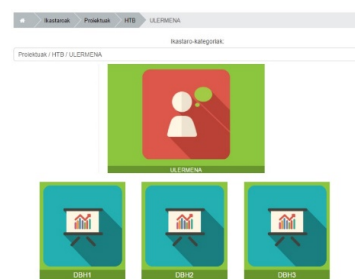 Ikastaroak Proiektuak HTB ULERMENA
Ikastaro-kategoriak:
Proiektuak / HTB / ULERMENA
ULERMENA
DBH1 DBH2 DBH3